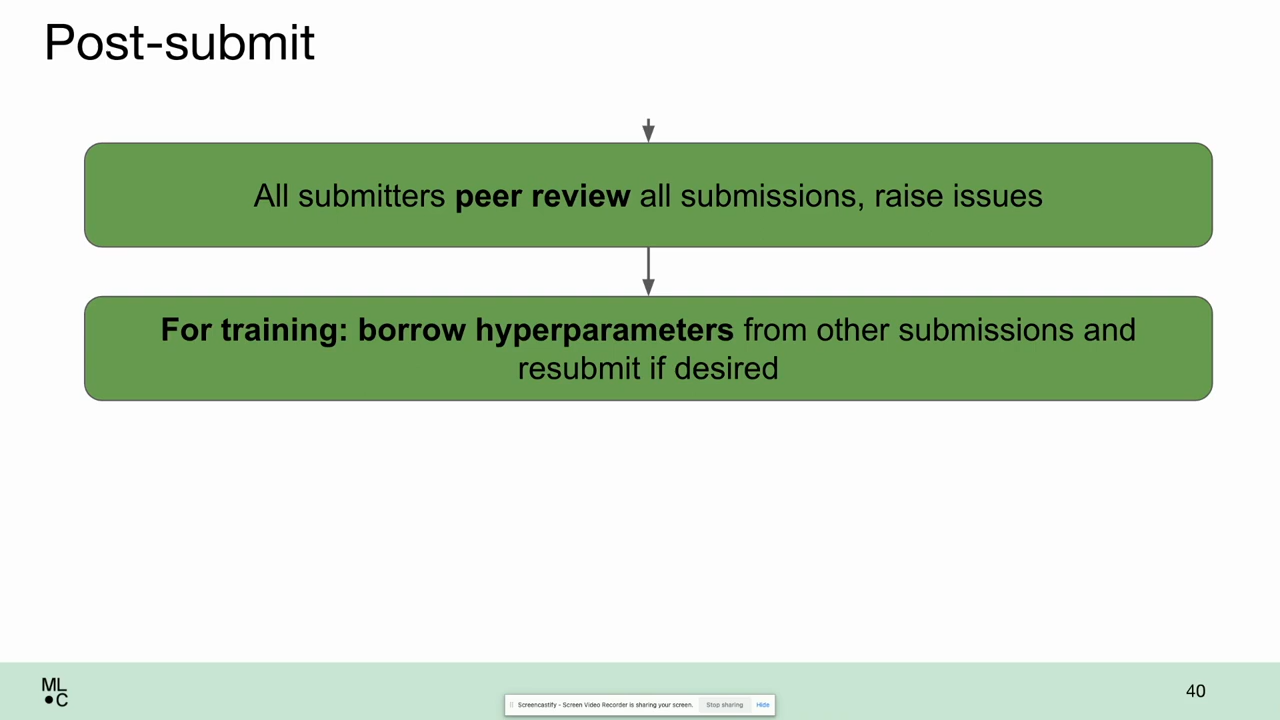 Post-submit
All submitters peer review all submissions, raise issues
For training: borrow hyperparameters from other submissions and
resubmit if desired
ML
C
40
Screencastify - Screen Video Recorder is sharing your screen.
Stop sharing
Hide